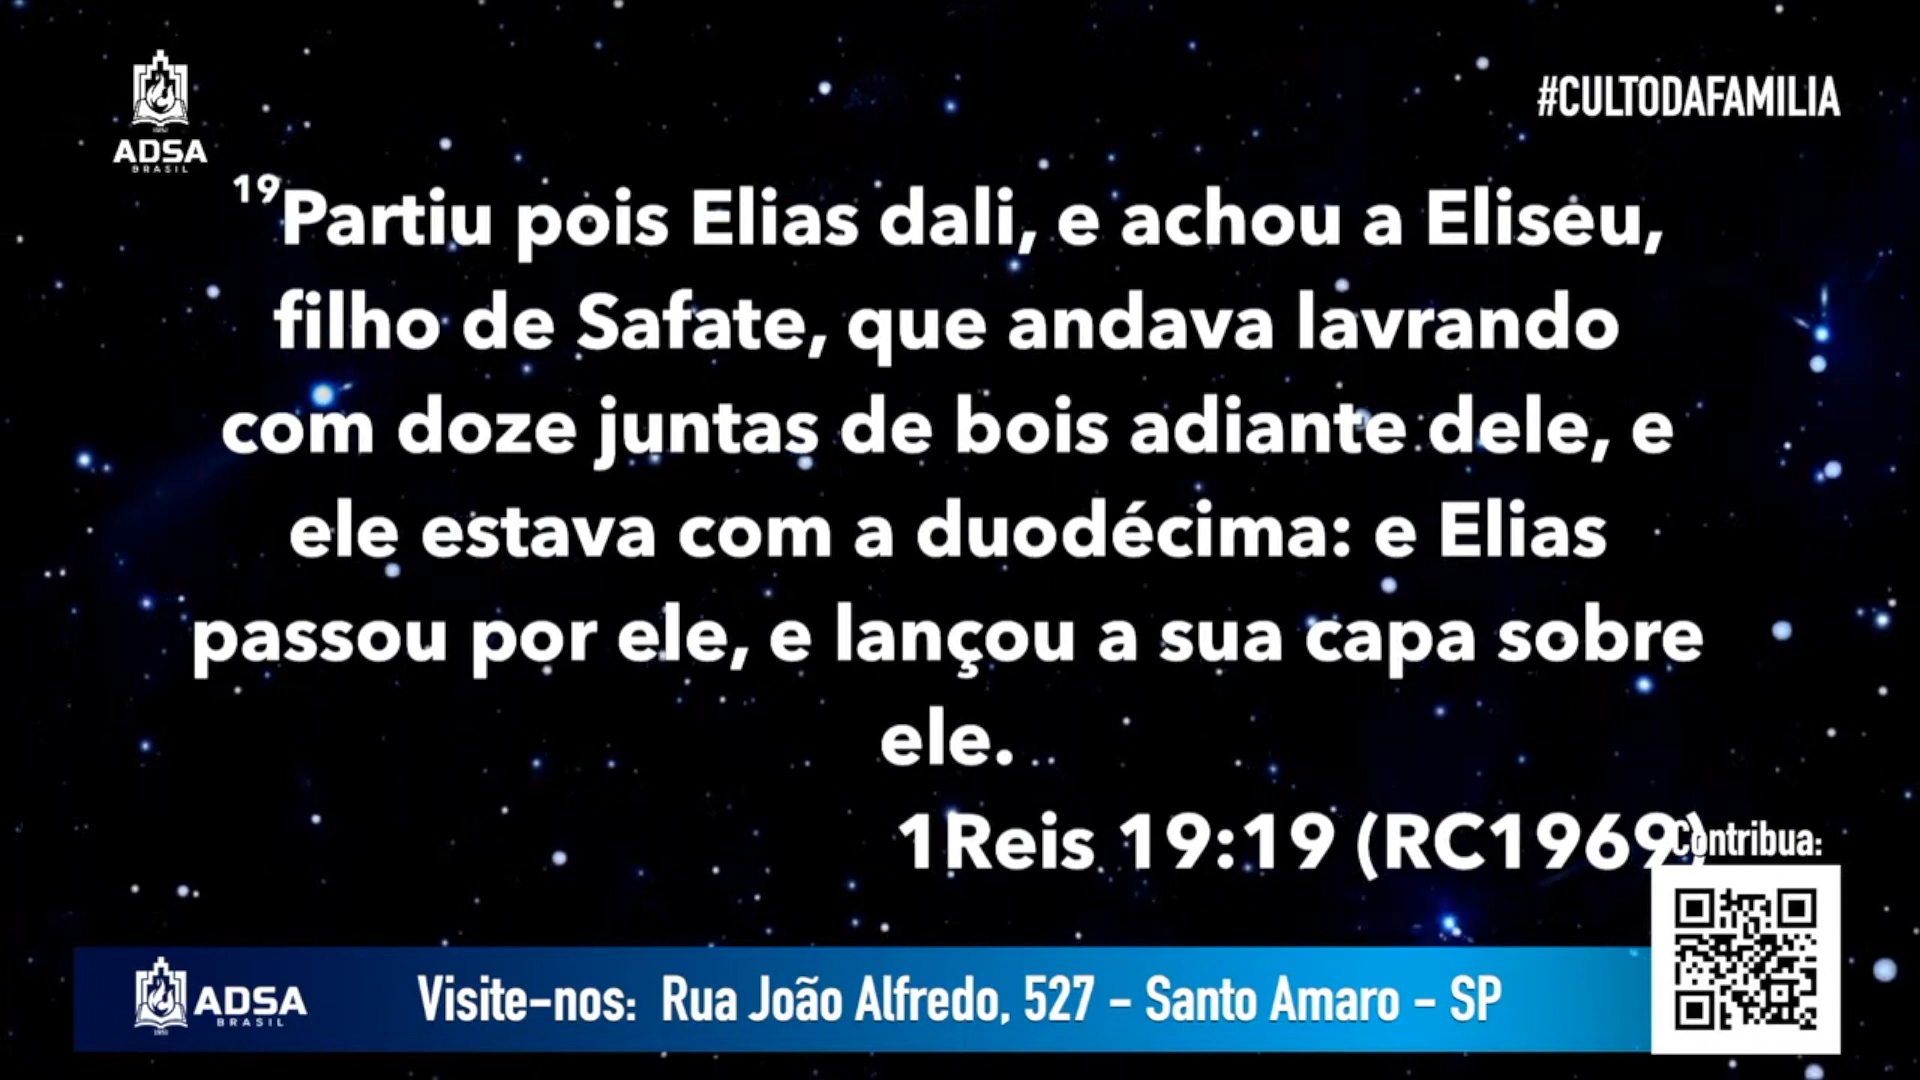 ADSA
BRASIL
#CULTODAFAMILIA
19Partiu pois Elias dali, e achou a Eliseu,
filho de Safate, que andava lavrando
com doze juntas de bois adiante dele, e
ele estava com a duodécima: e Elias
passou por ele, e lançou a sua capa sobre
ele.
1Reis 19:19 (RC1969)
Contribua:
ADSA
BRASIL
Visite-nos: Rua João Alfredo, 527 - Santo Amaro - SP